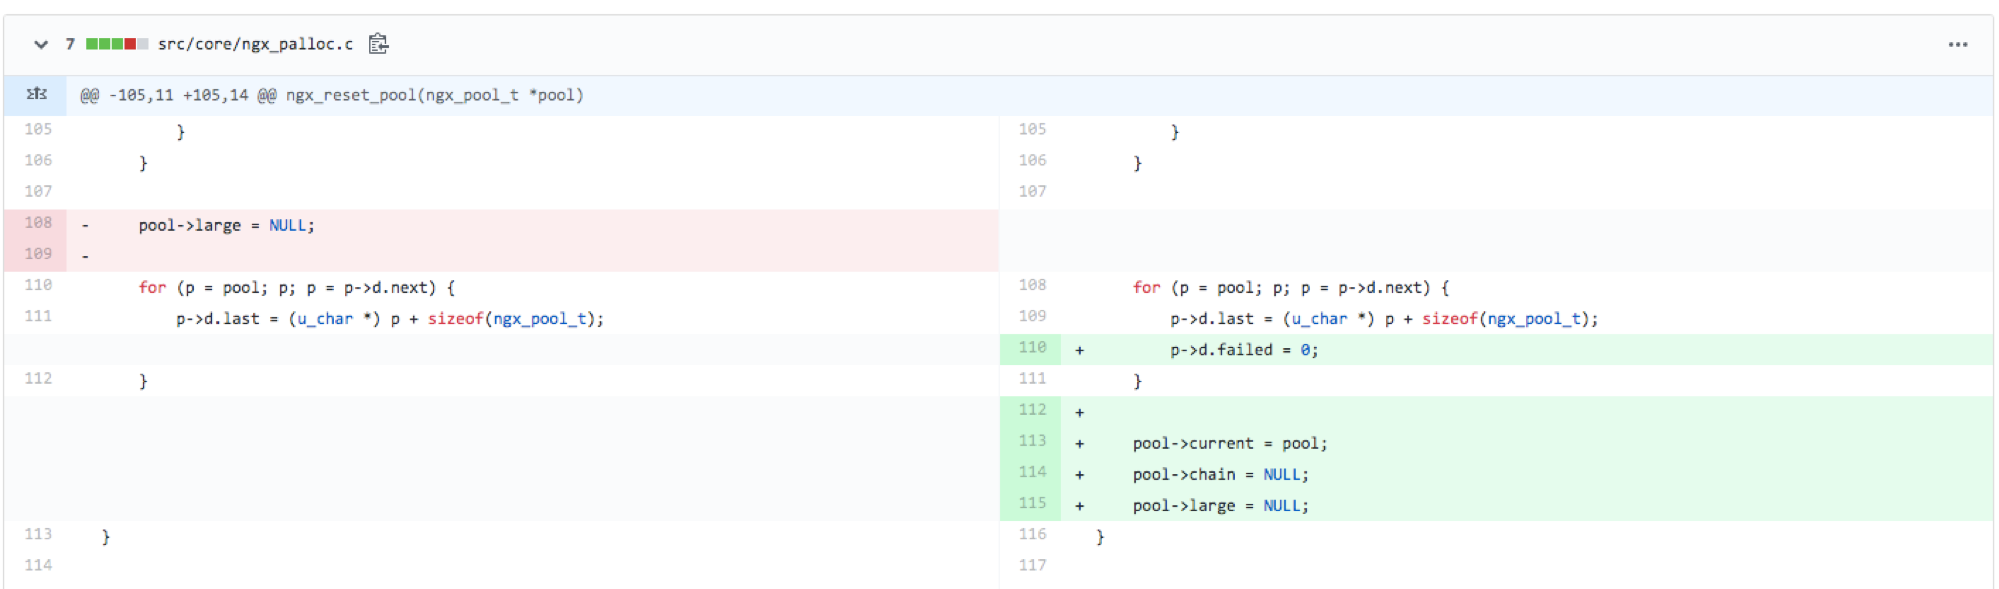 7 src/core/ngx_palloc.c
@@ -105,11 +105,14 @@ ngx_reset_pool(ngx_pool_t *pool)
105 }
106 }
107
108 - pool->large = NULL;
109 -
110 for (p = pool; p; p = p->d.next) {
111 p->d.last = (u_char *) p + sizeof(ngx_pool_t);
112 }
113 }
114
105 }
106 }
107
108 for (p = pool; p; p = p->d.next) {
109 p->d.last = (u_char *) p + sizeof(ngx_pool_t);
110 + p->d.failed = 0;
111 }
112 +
113 + pool->current = pool;
114 + pool->chain = NULL;
115 + pool->large = NULL;
116 }
117